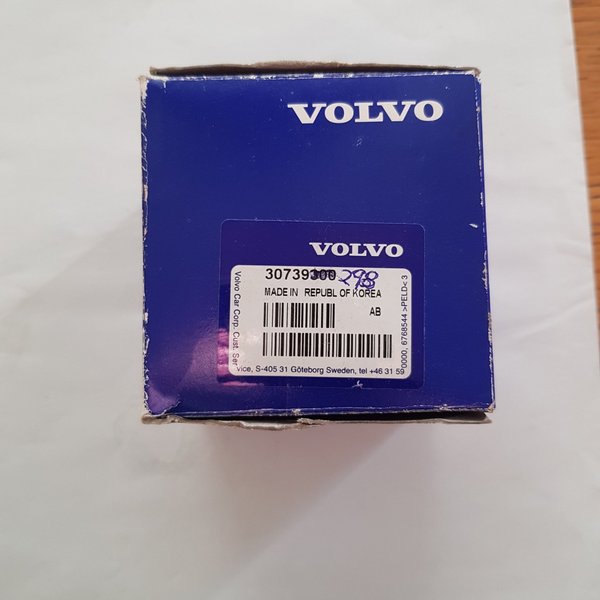 VOLVO
VOLVO
30739300 298
MADE IN REPUBL OF KOREA
AB
Volvo Car Corp. Cust. Ser
vice, S-405 31 Göteborg Sweden, tel +46 31 59
0000, 6768544 >PELD< 3